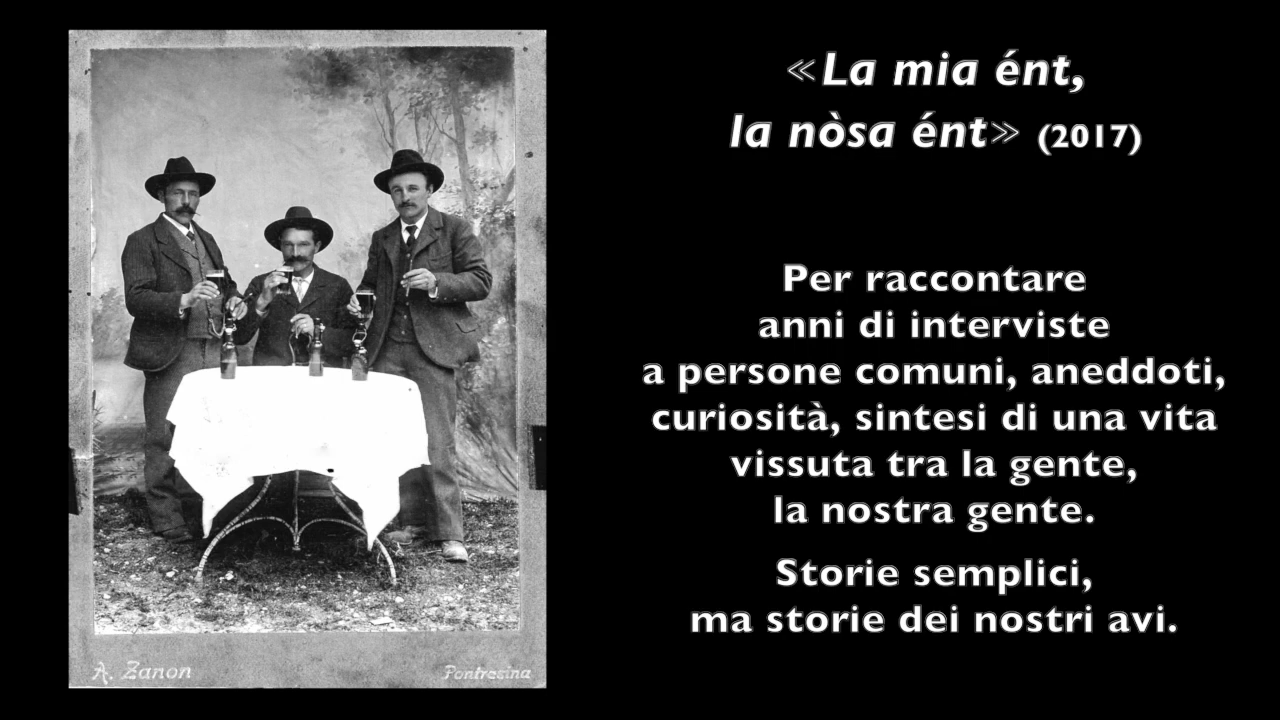 «La mia ént,
la nòsa ént» (2017)
Per raccontare
anni di interviste
a persone comuni, aneddoti,
curiosità, sintesi di una vita
vissuta tra la gente,
la nostra gente.
Storie semplici,
ma storie dei nostri avi.
A. Zanon
Pontresina